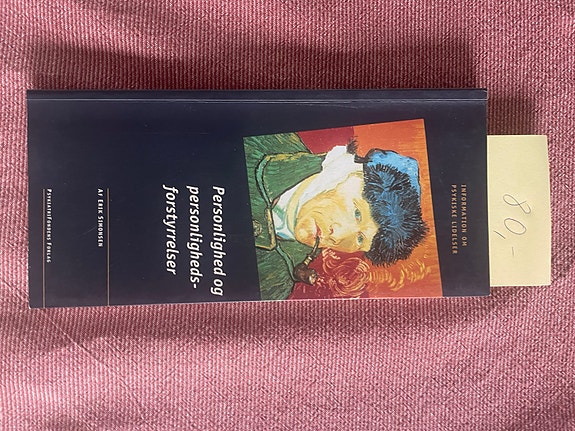 INFORMATION OM
PSYKISKE LIDELSER
Personlighed og
personligheds-
forstyrrelser
AF ERIK SIMONSEN
PSYKIATRIFONDENS FORLAG
80,-